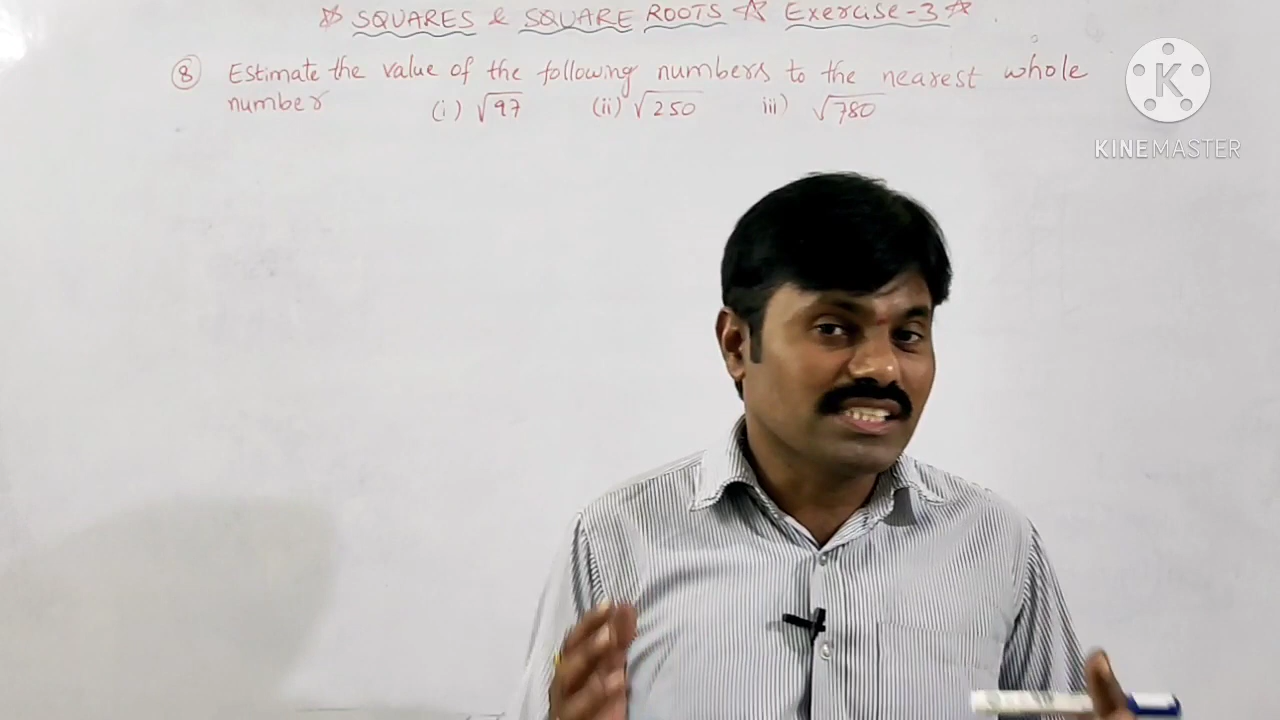 ☆ SQUARES & SQUARE ROOTS ☆ Exercise-3 ☆
⑧ Estimate the value of the following numbers to the nearest whole
number (i) √97 (ii) √250 iii) √780
K
KINEMASTER